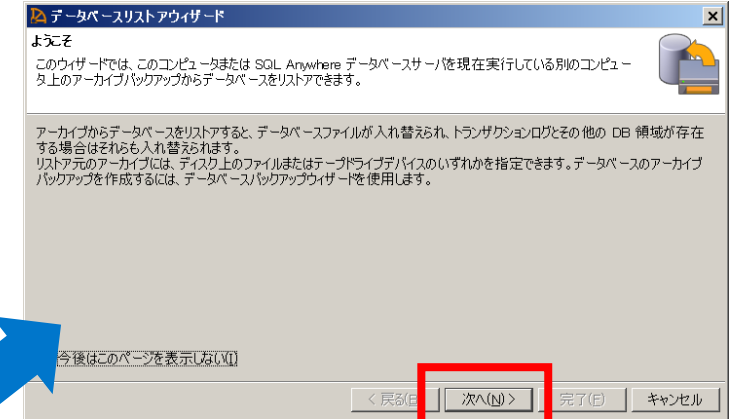 データベースリストアウィザード
ようこそ
このウィザードでは、このコンピュータまたは SQL Anywhere データベースサーバを現在実行している別のコンピュー
タ上のアーカイブバックアップからデータベースをリストアできます。
アーカイブからデータベースをリストアすると、データベースファイルが入れ替えられ、トランザクションログとその他の DB 領域が存在
する場合はそれらも入れ替えられます。
リストア元のアーカイブには、ディスク上のファイルまたはテープドライブデバイスのいずれかを指定できます。データベースのアーカイブ
バックアップを作成するには、データベースバックアップウィザードを使用します。
今後はこのページを表示しない(I)
< 戻る(B 次へ(N) > 完了(F) キャンセル